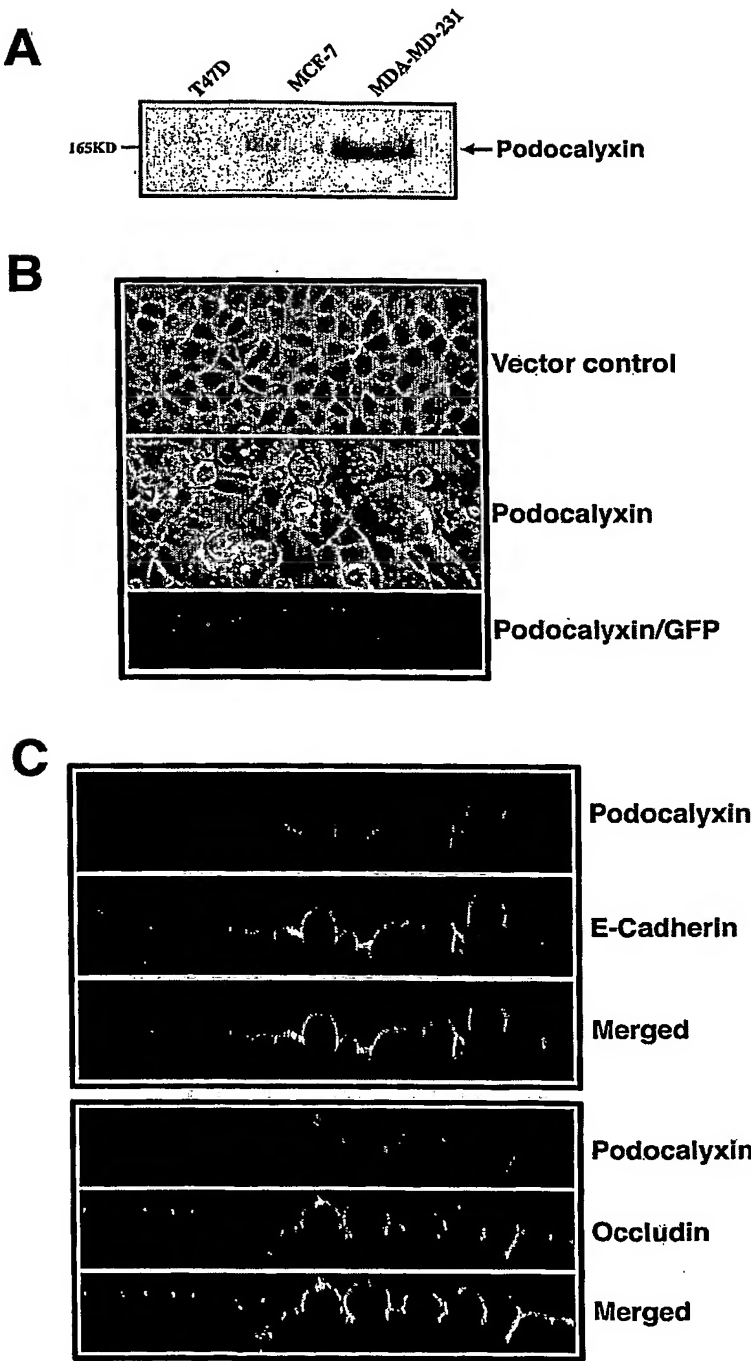 A
T47D
MCF-7
MDA-MD-231
165KD
Podocalyxin
B
Vector control
Podocalyxin
Podocalyxin/GFP
C
Podocalyxin
E-Cadherin
Merged
Podocalyxin
Occludin
Merged